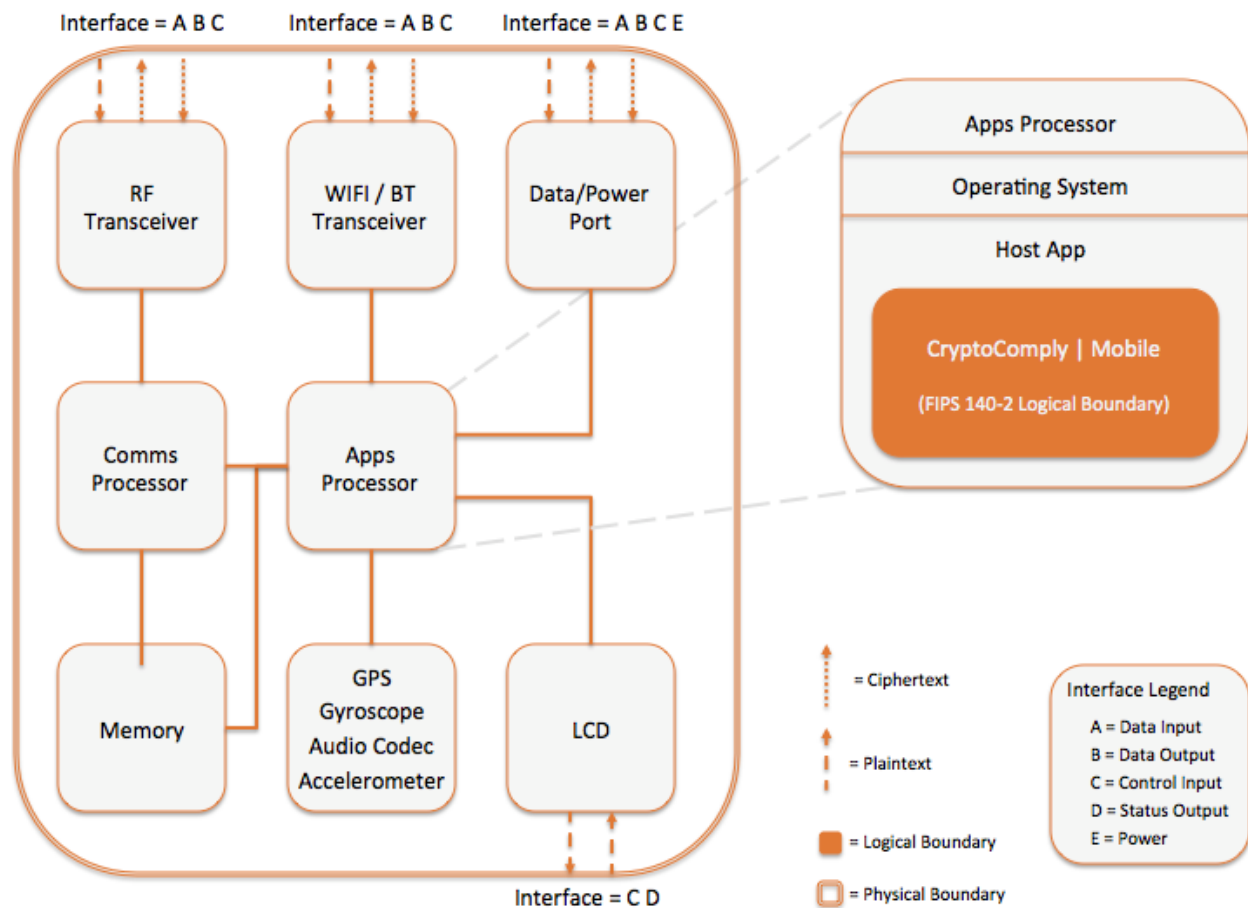 Interface = A B C
Interface = A B C
Interface = A B C E
RF
Transceiver
WIFI / BT
Transceiver
Data/Power
Port
Comms
Processor
Apps
Processor
Memory
GPS
Gyroscope
Audio Codec
Accelerometer
LCD
Interface = C D
Apps Processor
Operating System
Host App
CryptoComply | Mobile
(FIPS 140-2 Logical Boundary)
= Ciphertext
= Plaintext
= Logical Boundary
= Physical Boundary
Interface Legend
A = Data Input
B = Data Output
C = Control Input
D = Status Output
E = Power